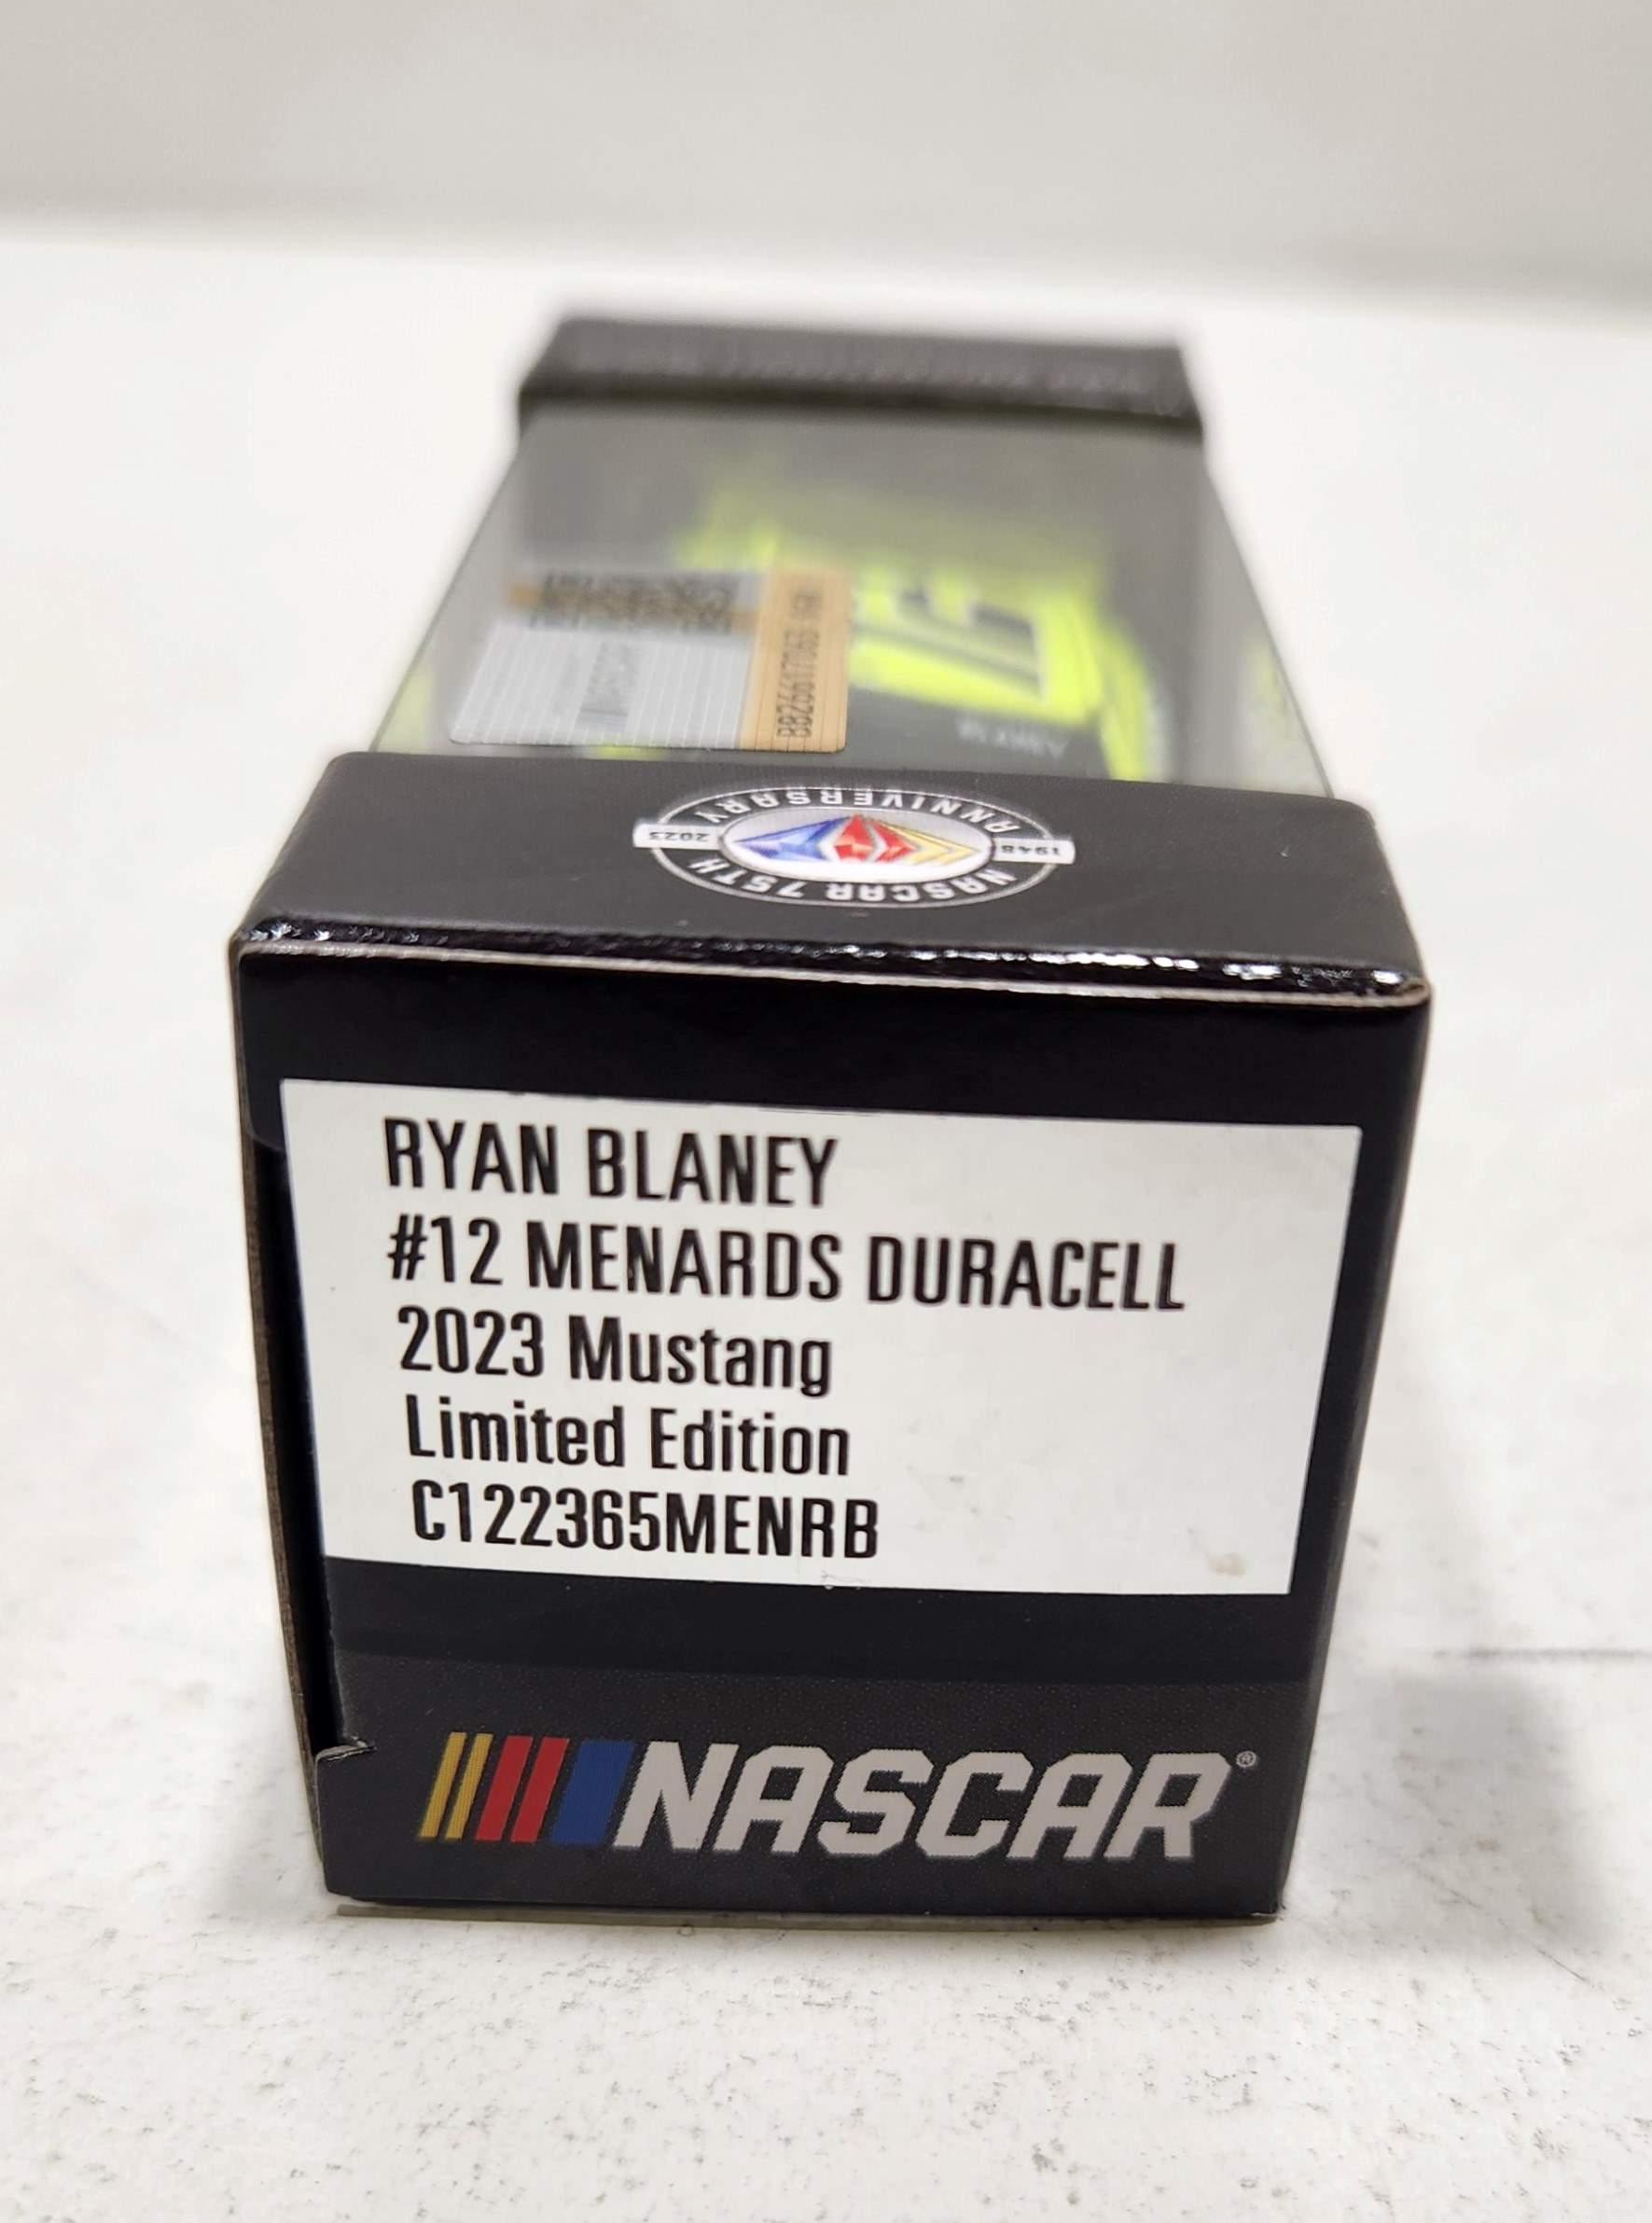 NASCAR 75TH
ANNIVERSARY
1948
2023
RYAN BLANEY
#12 MENARDS DURACELL
2023 Mustang
Limited Edition
C122365MENRB
NASCAR®